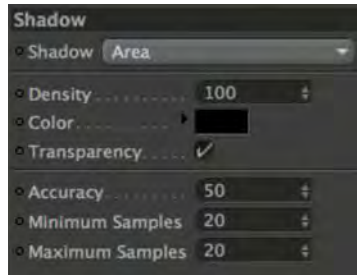 Shadow
Shadow Area
Density 100
Color
Transparency
Accuracy 50
Minimum Samples 20
Maximum Samples 20